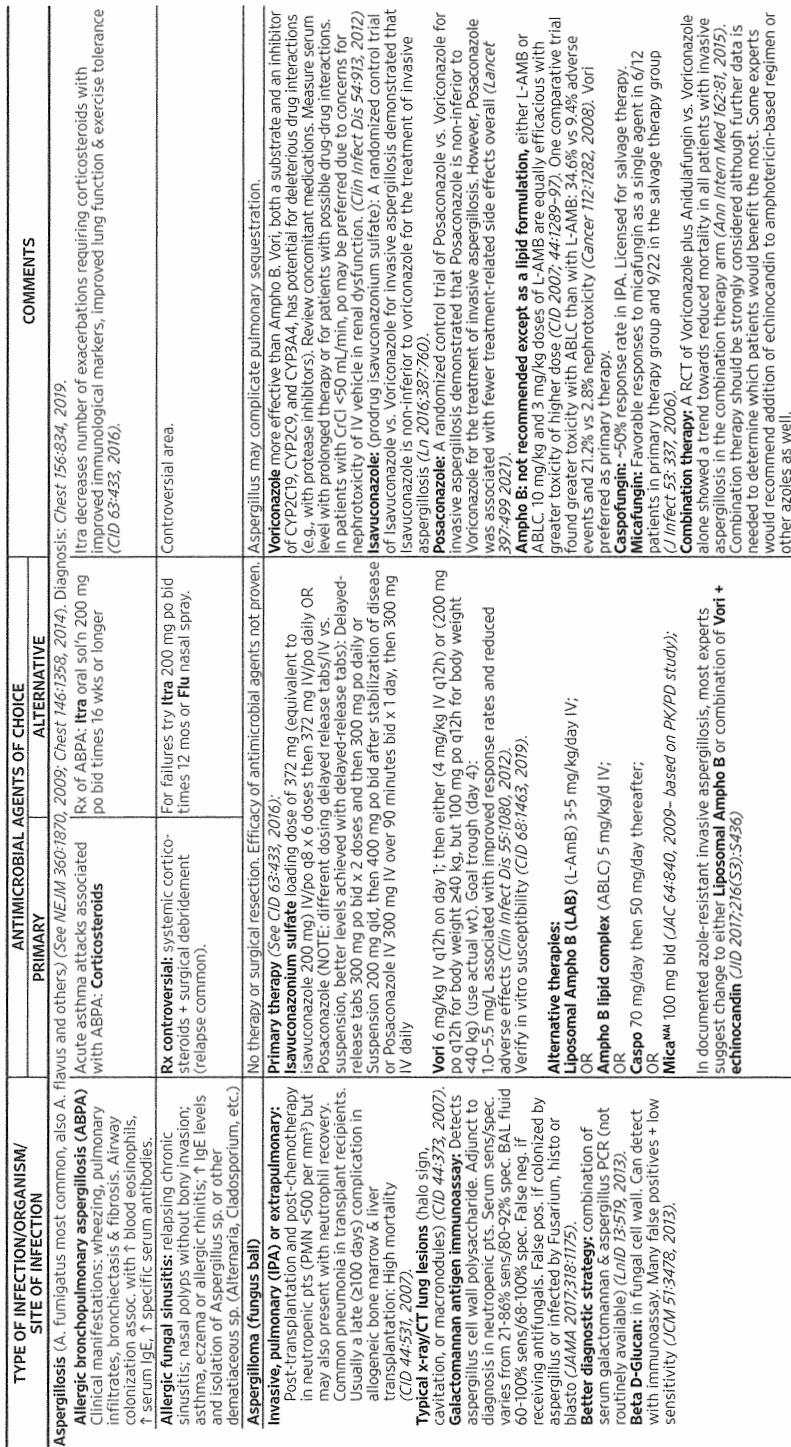 TYPE OF INFECTION/ORGANISM/
SITE OF INFECTION
ANTIMICROBIAL AGENTS OF CHOICE
PRIMARY
ALTERNATIVE
COMMENTS
Aspergillosis (A. fumigatus most common, also A. flavus and others) (See NEJM 360:1870, 2009; Chest 146:1358, 2014). Diagnosis: Chest 156:834, 2019.
Allergic bronchopulmonary aspergillosis (ABPA)
Clinical manifestations: wheezing, pulmonary
infiltrates, bronchiectasis & fibrosis. Airway
colonization assoc. with ↑ blood eosinophils,
↑ serum IgE, ↑ specific serum antibodies.
Acute asthma attacks associated
with ABPA: Corticosteroids
Rx of ABPA: Itra oral sol'n 200 mg
po bid times 16 wks or longer
Itra decreases number of exacerbations requiring corticosteroids with
improved immunological markers, improved lung function & exercise tolerance
(CID 63:433, 2016).
Allergic fungal sinusitis: relapsing chronic
sinusitis; nasal polyps without bony invasion;
asthma, eczema or allergic rhinitis; ↑ IgE levels
and isolation of Aspergillus sp. or other
dematiaceous sp. (Alternaria, Cladosporium, etc.)
Rx controversial: systemic cortico-
steroids + surgical debridement
(relapse common).
For failures try Itra 200 mg po bid
times 12 mos or Flu nasal spray.
Controversial area.
Aspergilloma (fungus ball)
No therapy or surgical resection. Efficacy of antimicrobial agents not proven.
Aspergillus may complicate pulmonary sequestration.
Invasive, pulmonary (IPA) or extrapulmonary:
Post-transplantation and post-chemotherapy
in neutropenic pts (PMN <500 per mm³) but
may also present with neutrophil recovery.
Common pneumonia in transplant recipients.
Usually a late (≥100 days) complication in
allogeneic bone marrow & liver
transplantation: High mortality
(CID 44:531, 2007).
Typical x-ray/CT lung lesions (halo sign,
cavitation, or macronodules) (CID 44:373, 2007).
Galactomannan antigen immunoassay: Detects
aspergillus cell wall polysaccharide. Adjunct to
diagnosis in neutropenic pts. Serum sens/spec.
varies from 21-86% sens/80-92% spec. BAL fluid
60-100% sens/68-100% spec. False neg. if
receiving antifungals. False pos. if colonized by
aspergillus or infected by Fusarium, histo or
blasto (JAMA 2017;318:1175).
Better diagnostic strategy: combination of
serum galactomannan & aspergillus PCR (not
routinely available) (LnID 13:519, 2013).
Beta D-Glucan: in fungal cell wall. Can detect
with immunoassay. Many false positives + low
sensitivity (JCM 51:3478, 2013).
Primary therapy (See CID 63:433, 2016);
Isavuconazonium sulfate loading dose of 372 mg (equivalent to
isavuconazole 200 mg) IV/po q8 x 6 doses then 372 mg IV/po daily OR
Posaconazole (NOTE: different dosing delayed release tabs/IV vs.
suspension, better levels achieved with delayed-release tabs): Delayed-
release tabs 300 mg po bid x 2 doses and then 300 mg po daily or
Suspension 200 mg qid, then 400 mg po bid after stabilization of disease
or Posaconazole IV 300 mg IV over 90 minutes bid x 1 day, then 300 mg
IV daily
Vori 6 mg/kg IV q12h on day 1; then either (4 mg/kg IV q12h) or (200 mg
po q12h for body weight ≥40 kg, but 100 mg po q12h for body weight
<40 kg) (use actual wt). Goal trough (day 4):
1.0-5.5 mg/L associated with improved response rates and reduced
adverse effects (Clin Infect Dis 55:1080, 2012).
Verify in vitro susceptibility (CID 68:1463, 2019).
Alternative therapies:
Liposomal Ampho B (LAB) (L-AmB) 3-5 mg/kg/day IV;
OR
Ampho B lipid complex (ABLC) 5 mg/kg/d IV;
OR
Caspo 70 mg/day then 50 mg/day thereafter;
OR
Micaᴺᴬᴵ 100 mg bid (JAC 64:840, 2009– based on PK/PD study);
In documented azole-resistant invasive aspergillosis, most experts
suggest change to either Liposomal Ampho B or combination of Vori +
echinocandin (JID 2017;216(S3):S436)
Voriconazole more effective than Ampho B. Vori, both a substrate and an inhibitor
of CYP2C19, CYP2C9, and CYP3A4, has potential for deleterious drug interactions
(e.g., with protease inhibitors). Review concomitant medications. Measure serum
level with prolonged therapy or for patients with possible drug-drug interactions.
In patients with CrCl <50 mL/min, po may be preferred due to concerns for
nephrotoxicity of IV vehicle in renal dysfunction. (Clin Infect Dis 54:913, 2012)
Isavuconazole: (prodrug isavuconazonium sulfate): A randomized control trial
of Isavuconazole vs. Voriconazole for invasive aspergillosis demonstrated that
Isavuconazole is non-inferior to voriconazole for the treatment of invasive
aspergillosis (Ln 2016;387:760).
Posaconazole: A randomized control trial of Posaconazole vs. Voriconazole for
invasive aspergillosis demonstrated that Posaconazole is non-inferior to
Voriconazole for the treatment of invasive aspergillosis. However, Posaconazole
was associated with fewer treatment-related side effects overall (Lancet
397:499 2021).
Ampho B: not recommended except as a lipid formulation, either L-AMB or
ABLC. 10 mg/kg and 3 mg/kg doses of L-AMB are equally efficacious with
greater toxicity of higher dose (CID 2007; 44:1289-97). One comparative trial
found greater toxicity with ABLC than with L-AMB: 34.6% vs 9.4% adverse
events and 21.2% vs 2.8% nephrotoxicity (Cancer 112:1282, 2008). Vori
preferred as primary therapy.
Caspofungin: ~50% response rate in IPA. Licensed for salvage therapy.
Micafungin: Favorable responses to micafungin as a single agent in 6/12
patients in primary therapy group and 9/22 in the salvage therapy group
(J Infect 53: 337, 2006).
Combination therapy: A RCT of Voriconazole plus Anidulafungin vs. Voriconazole
alone showed a trend towards reduced mortality in all patients with invasive
aspergillosis in the combination therapy arm (Ann Intern Med 162:81, 2015).
Combination therapy should be strongly considered although further data is
needed to determine which patients would benefit the most. Some experts
would recommend addition of echinocandin to amphotericin-based regimen or
other azoles as well.